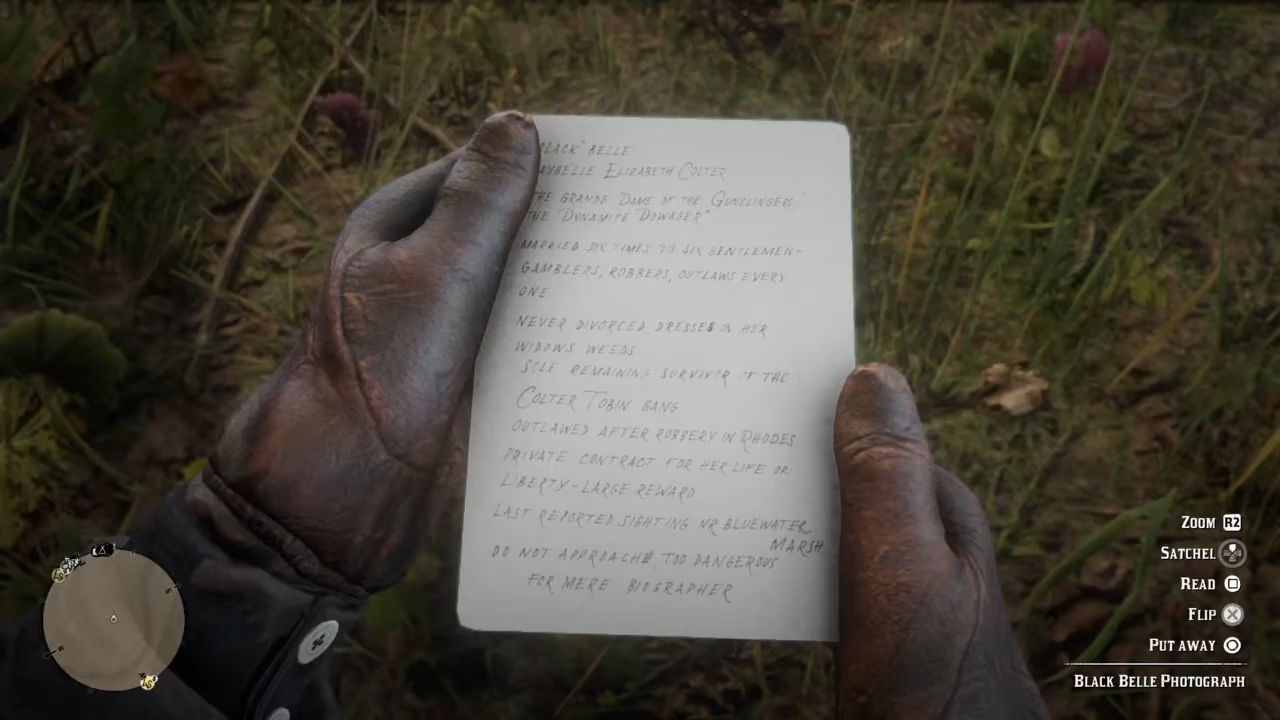 BLACK' BELLE
MAYBELLE ELIZABETH COLTER
'THE GRANDE DAME OF THE GUNSLINGERS'
THE "DYNAMITE DOWAGER"
MARRIED SIX TIMES TO SIX GENTLEMEN-
GAMBLERS, ROBBERS, OUTLAWS EVERY
ONE
NEVER DIVORCED, DRESSES IN HER
WIDOWS WEEDS
SOLE REMAINING SURVIVOR OF THE
COLTER TOBIN GANG
OUTLAWED AFTER ROBBERY IN RHODES
PRIVATE CONTRACT FOR HER LIFE OR
LIBERTY - LARGE REWARD
LAST REPORTED SIGHTING NR BLUEWATER
MARSH
DO NOT APPROACH, TOO DANGEROUS
FOR MERE BIOGRAPHER
ZOOM R2
SATCHEL
READ
FLIP
PUT AWAY
BLACK BELLE PHOTOGRAPH